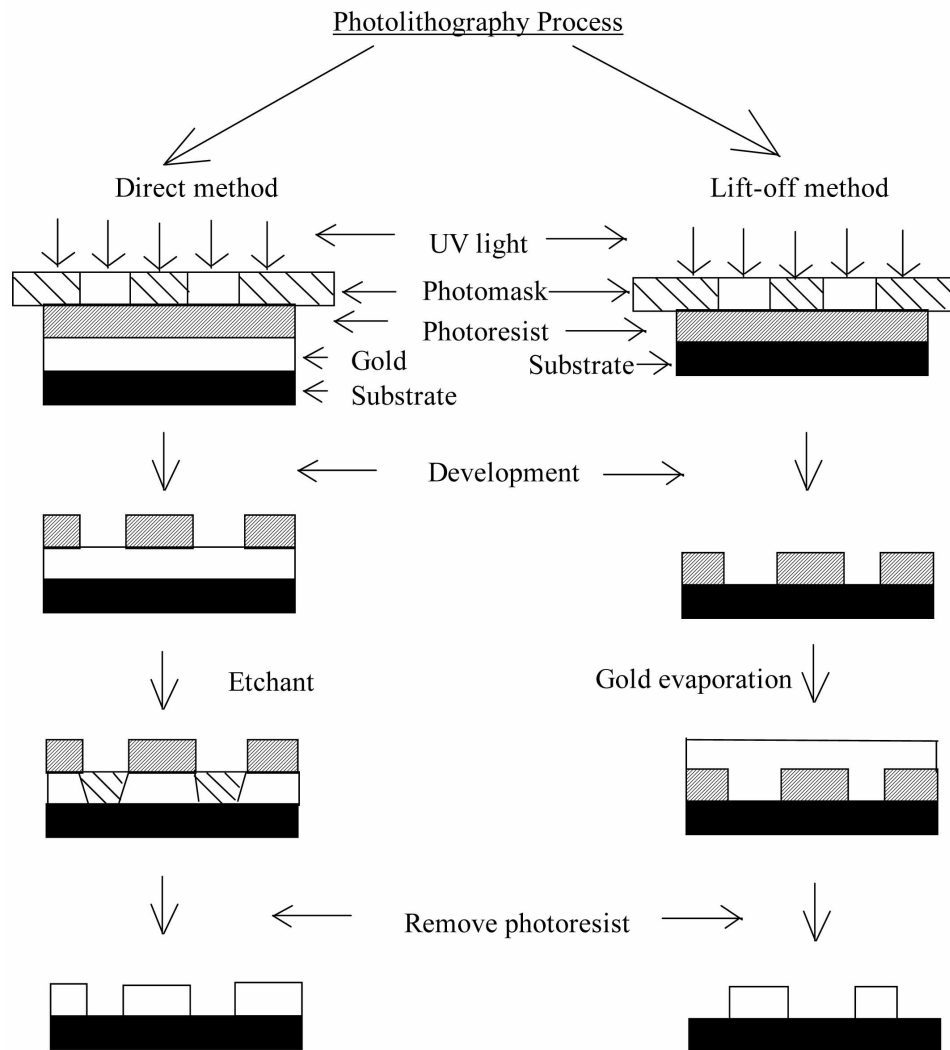 Photolithography Process
Direct method
Lift-off method
UV light
Photomask
Photoresist
Gold
Substrate
Substrate
Development
Etchant
Gold evaporation
Remove photoresist